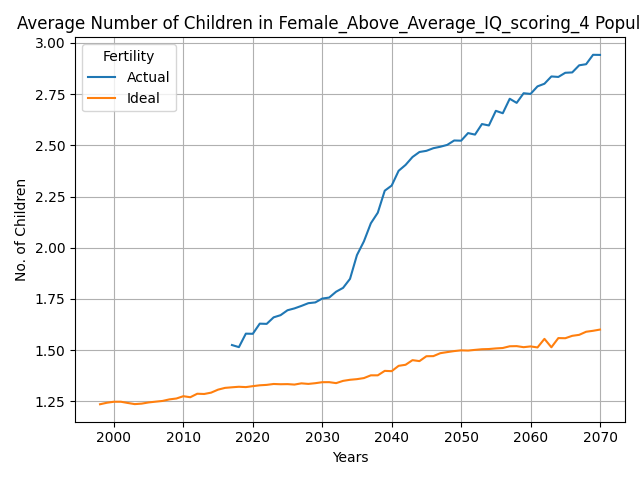 Average Number of Children in Female_Above_Average_IQ_scoring_4 Popul
Fertility
Actual
Ideal
No. of Children
3.00
2.75
2.50
2.25
2.00
1.75
1.50
1.25
2000 2010 2020 2030 2040 2050 2060 2070
Years